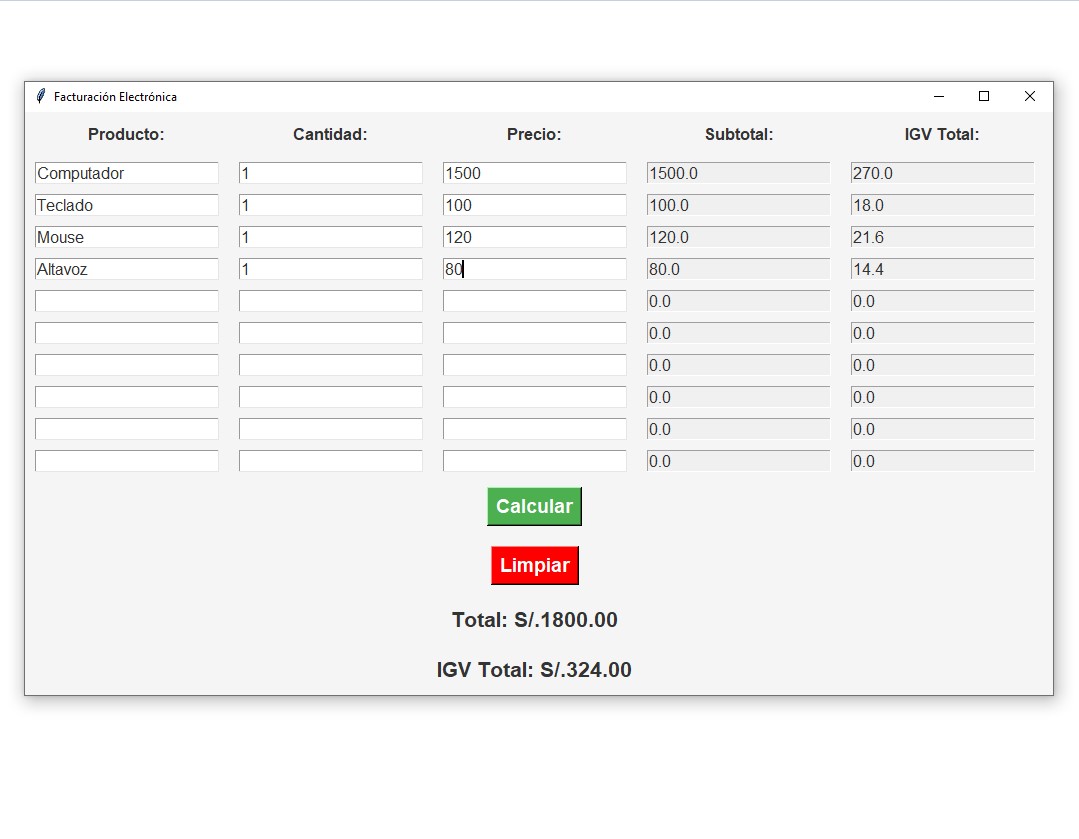 Facturación Electrónica
Producto: Cantidad: Precio: Subtotal: IGV Total:
Computador 1 1500 1500.0 270.0
Teclado 1 100 100.0 18.0
Mouse 1 120 120.0 21.6
Altavoz 1 80 80.0 14.4
0.0 0.0
0.0 0.0
0.0 0.0
0.0 0.0
0.0 0.0
0.0 0.0
Calcular
Limpiar
Total: S/.1800.00
IGV Total: S/.324.00